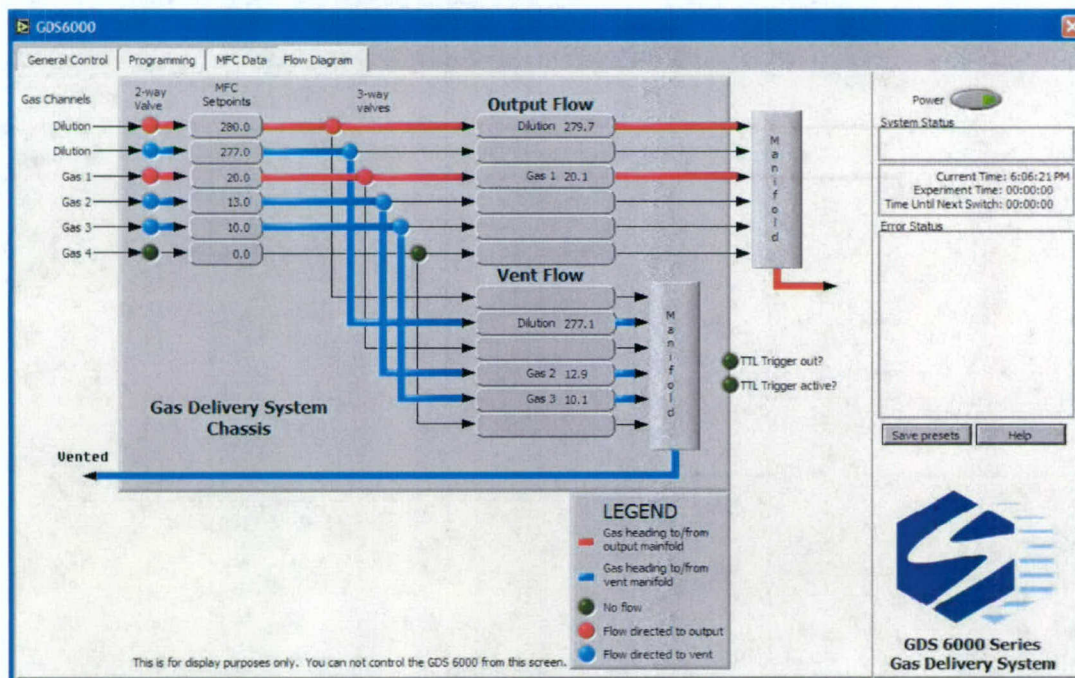 GDS6000
General Control
Programming
MFC Data
Flow Diagram
Gas Channels
2-way
Valve
MFC
Setpoints
3-way
valves
Output Flow
Dilution
280.0
Dilution 279.7
Dilution
277.0
Gas 1
20.0
Gas 1 20.1
Gas 2
13.0
Gas 3
10.0
Gas 4
0.0
Manifold
Vent Flow
Dilution 277.1
Gas 2 12.9
Gas 3 10.1
Manifold
TTL Trigger out?
TTL Trigger active?
Gas Delivery System
Chassis
Vented
LEGEND
Gas heading to/from
output mainfold
Gas heading to/from
vent manifold
No flow
Flow directed to output
Flow directed to vent
This is for display purposes only. You can not control the GDS 6000 from this screen.
Power
System Status
Current Time: 6:06:21 PM
Experiment Time: 00:00:00
Time Until Next Switch: 00:00:00
Error Status
Save presets
Help
GDS 6000 Series
Gas Delivery System